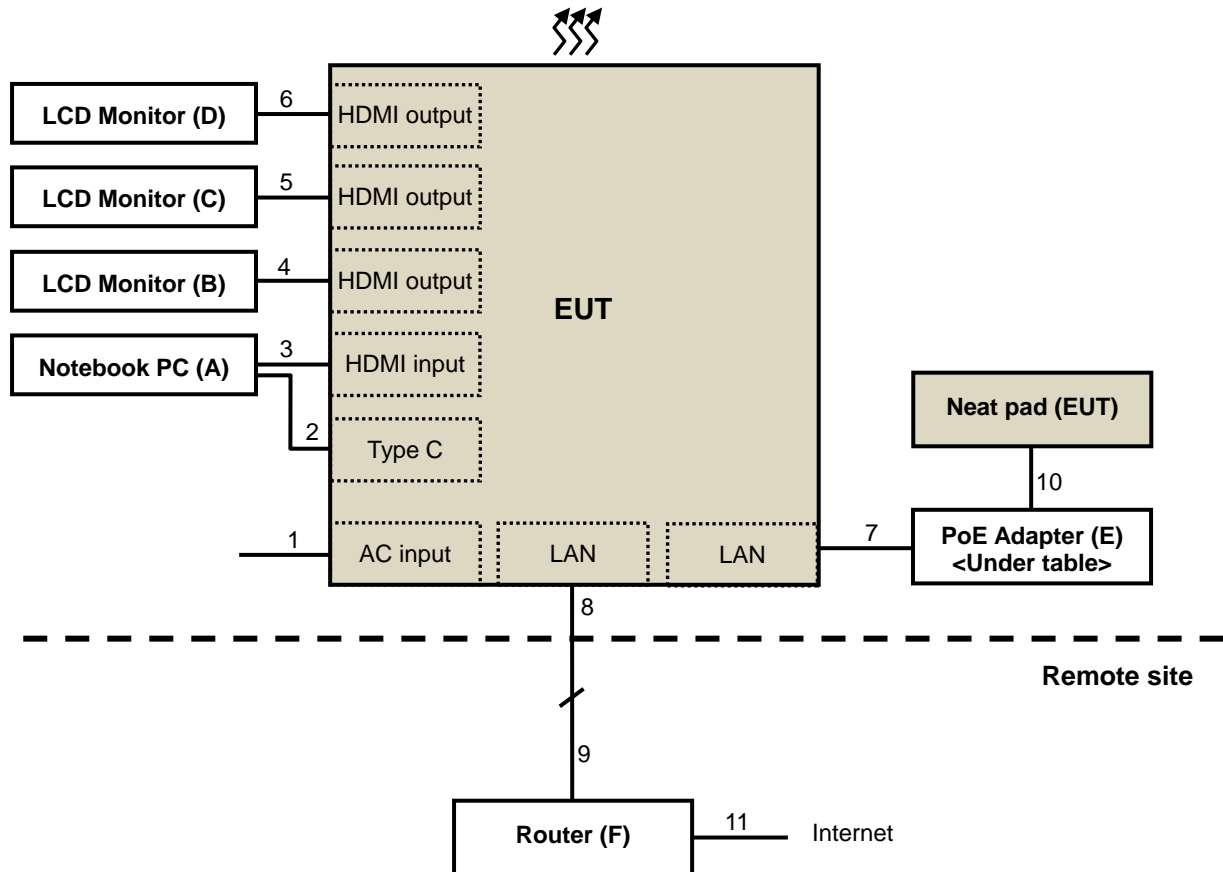 6
LCD Monitor (D)
HDMI output
5
LCD Monitor (C)
HDMI output
4
LCD Monitor (B)
HDMI output
EUT
3
Notebook PC (A)
HDMI input
Neat pad (EUT)
2
Type C
10
1
AC input
LAN
LAN
7
PoE Adapter (E)
<Under table>
8
Remote site
9
Router (F)
11
Internet